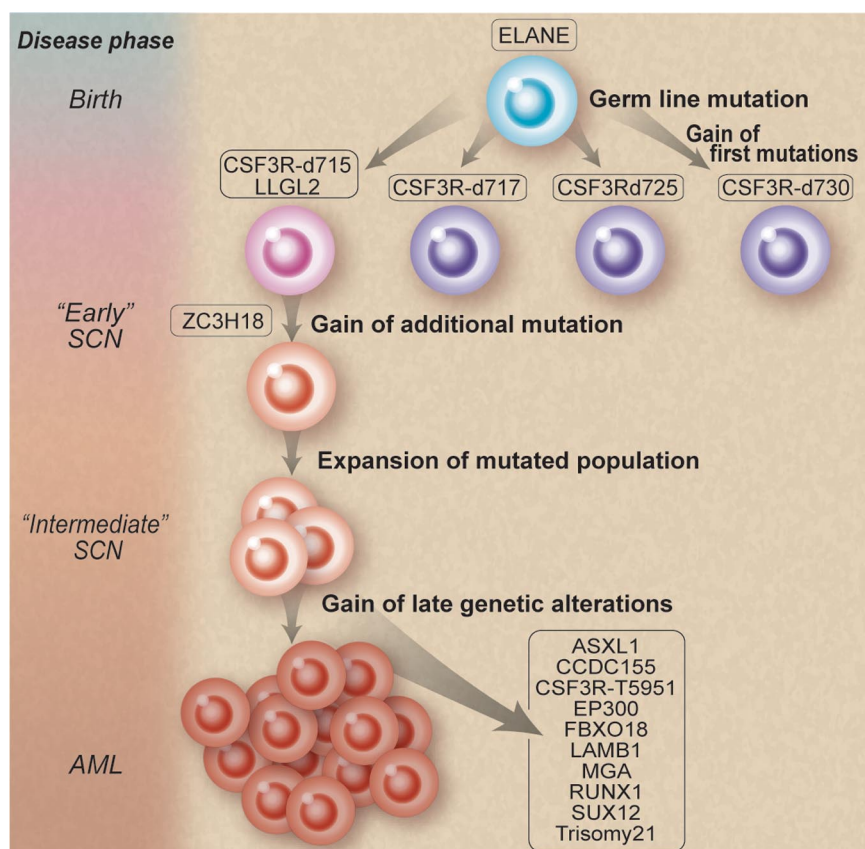 Disease phase
ELANE
Birth
Germ line mutation
Gain of
first mutations
CSF3R-d715
LLGL2
CSF3R-d717
CSF3Rd725
CSF3R-d730
"Early"
SCN
ZC3H18
Gain of additional mutation
Expansion of mutated population
"Intermediate"
SCN
Gain of late genetic alterations
ASXL1
CCDC155
CSF3R-T5951
EP300
FBXO18
LAMB1
MGA
RUNX1
SUX12
Trisomy21
AML